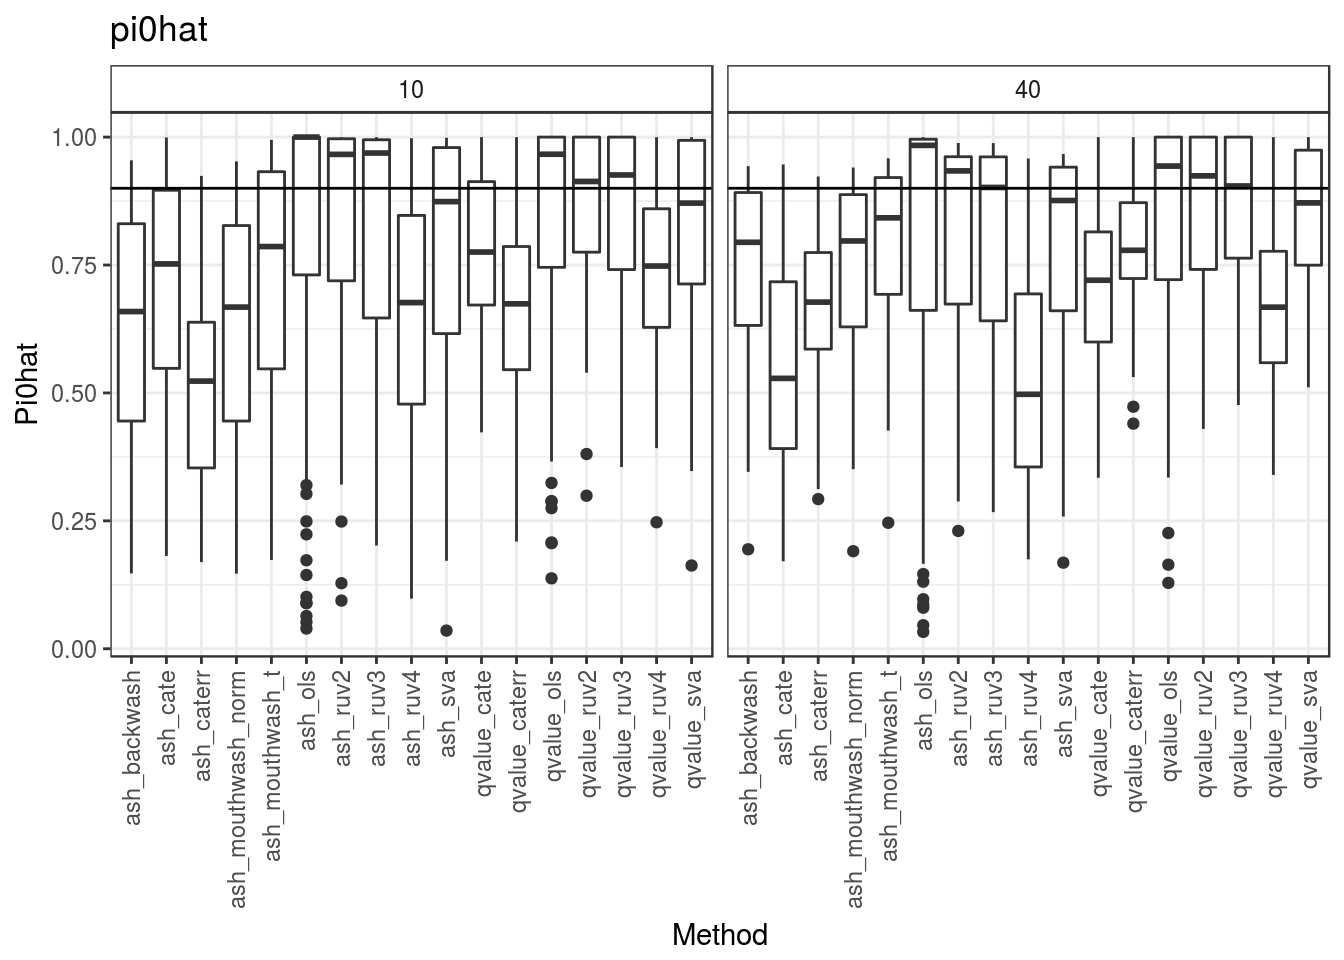 pi0hat
10
40
Pi0hat
1.00
0.75
0.50
0.25
0.00
ash_backwash
ash_cate
ash_caterr
ash_mouthwash_norm
ash_mouthwash_t
ash_ols
ash_ruv2
ash_ruv3
ash_ruv4
ash_sva
qvalue_cate
qvalue_caterr
qvalue_ols
qvalue_ruv2
qvalue_ruv3
qvalue_ruv4
qvalue_sva
ash_backwash
ash_cate
ash_caterr
ash_mouthwash_norm
ash_mouthwash_t
ash_ols
ash_ruv2
ash_ruv3
ash_ruv4
ash_sva
qvalue_cate
qvalue_caterr
qvalue_ols
qvalue_ruv2
qvalue_ruv3
qvalue_ruv4
qvalue_sva
Method